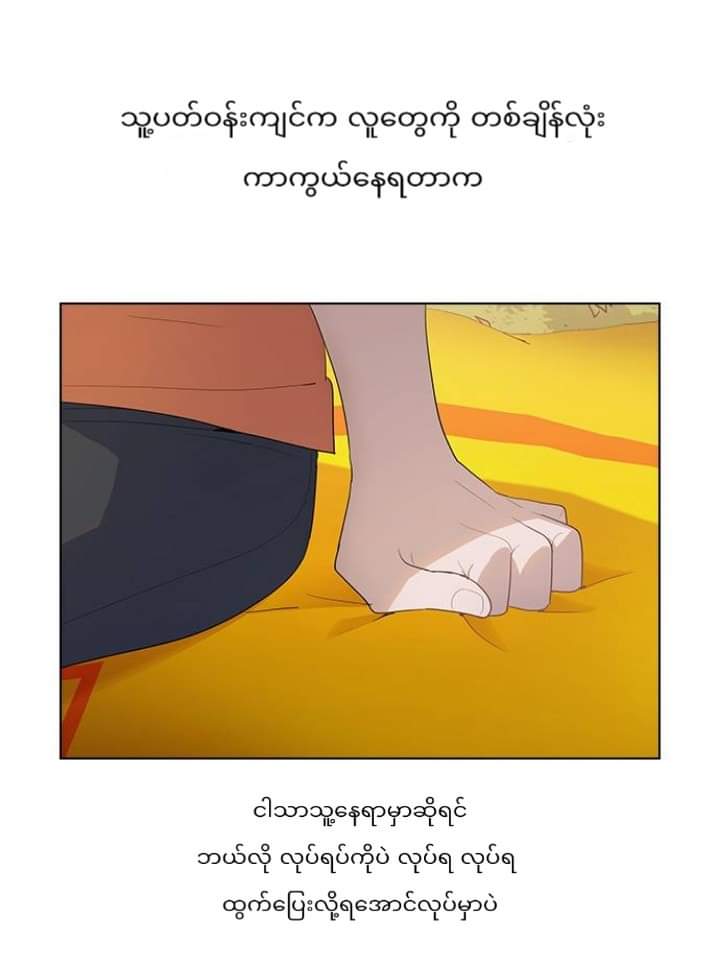 သူ့ပတ်ဝန်းကျင်က လူတွေကို တစ်ချိန်လုံး
ကာကွယ်နေရတာက
ငါသာသူ့နေရာမှာဆိုရင်
ဘယ်လို လုပ်ရပ်ကိုပဲ လုပ်ရ လုပ်ရ
ထွက်ပြေးလို့ရအောင်လုပ်မှာပဲ